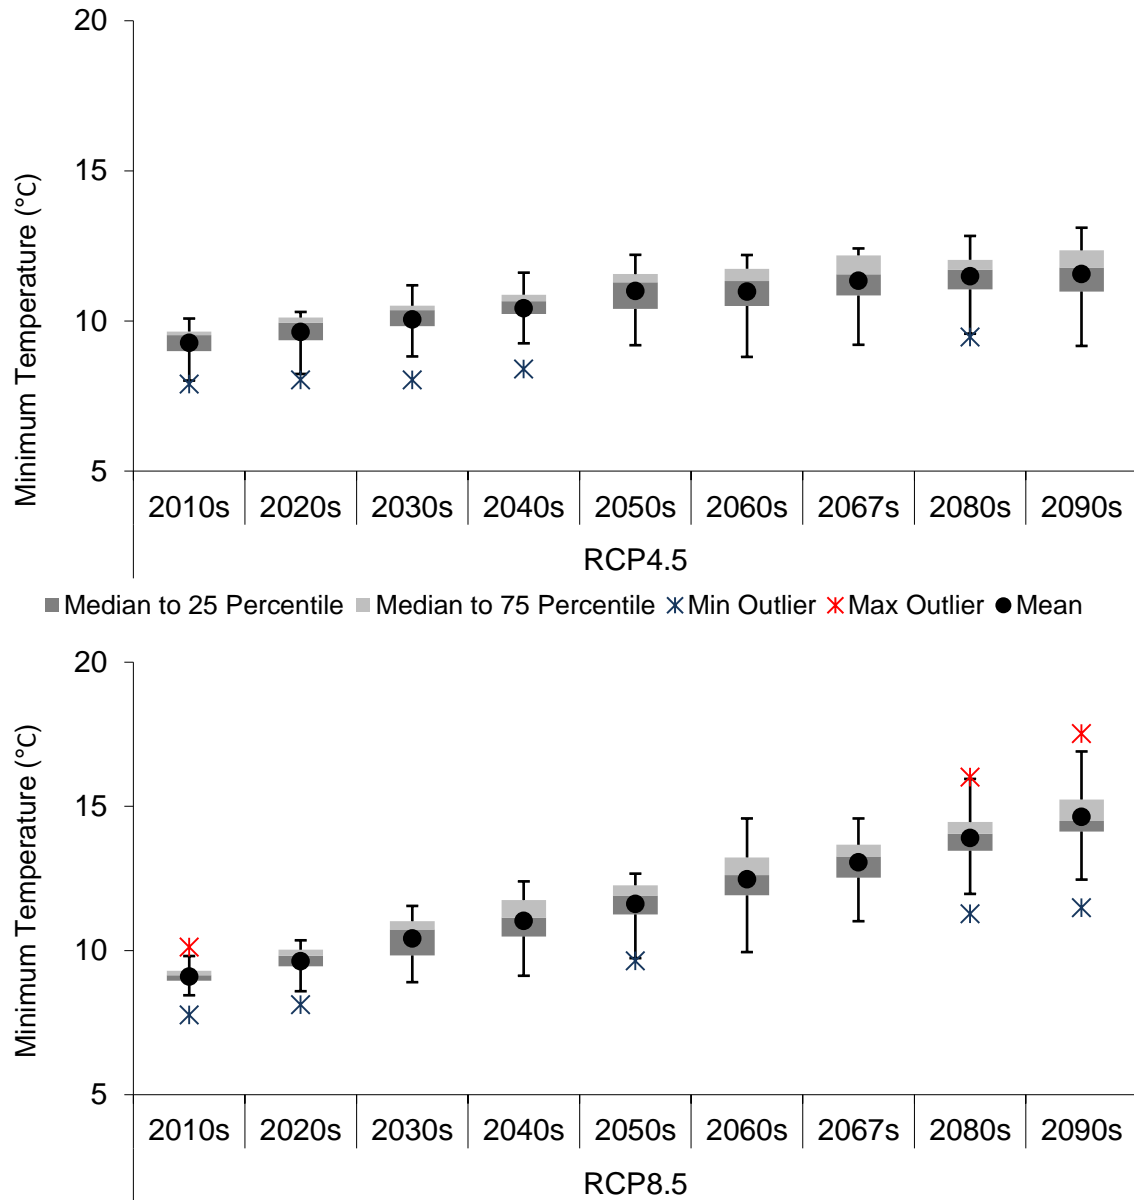 20
15
10
5
Minimum Temperature (°C)
2010s 2020s 2030s 2040s 2050s 2060s 2067s 2080s 2090s
RCP4.5
Median to 25 Percentile Median to 75 Percentile Min Outlier Max Outlier Mean
20
15
10
5
Minimum Temperature (°C)
2010s 2020s 2030s 2040s 2050s 2060s 2067s 2080s 2090s
RCP8.5